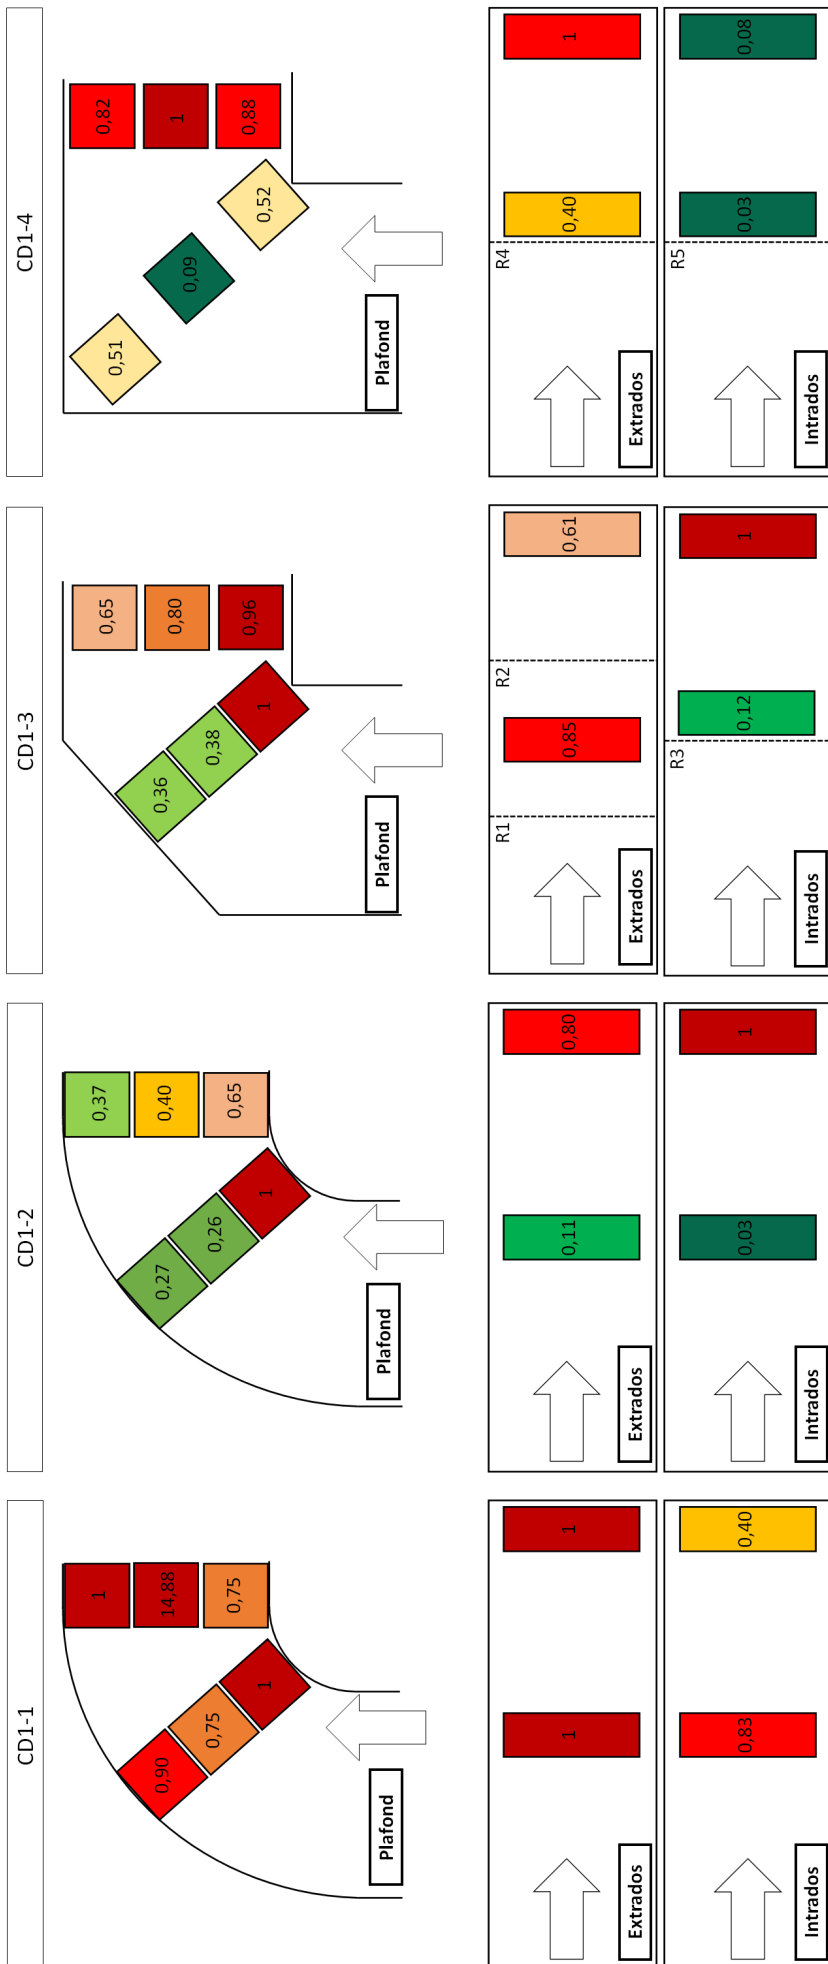 CD1-1
1
14,88
0,75
0,90
0,75
1
Plafond
1
1
Extrados
0,83
0,40
Intrados
CD1-2
0,37
0,40
0,65
0,27
0,26
1
Plafond
0,11
0,80
Extrados
0,03
1
Intrados
CD1-3
0,65
0,80
0,96
0,36
0,38
1
Plafond
R1
R2
0,85
0,61
Extrados
R3
0,12
1
Intrados
CD1-4
0,82
1
0,88
0,51
0,09
0,52
Plafond
R4
0,40
1
Extrados
R5
0,03
0,08
Intrados